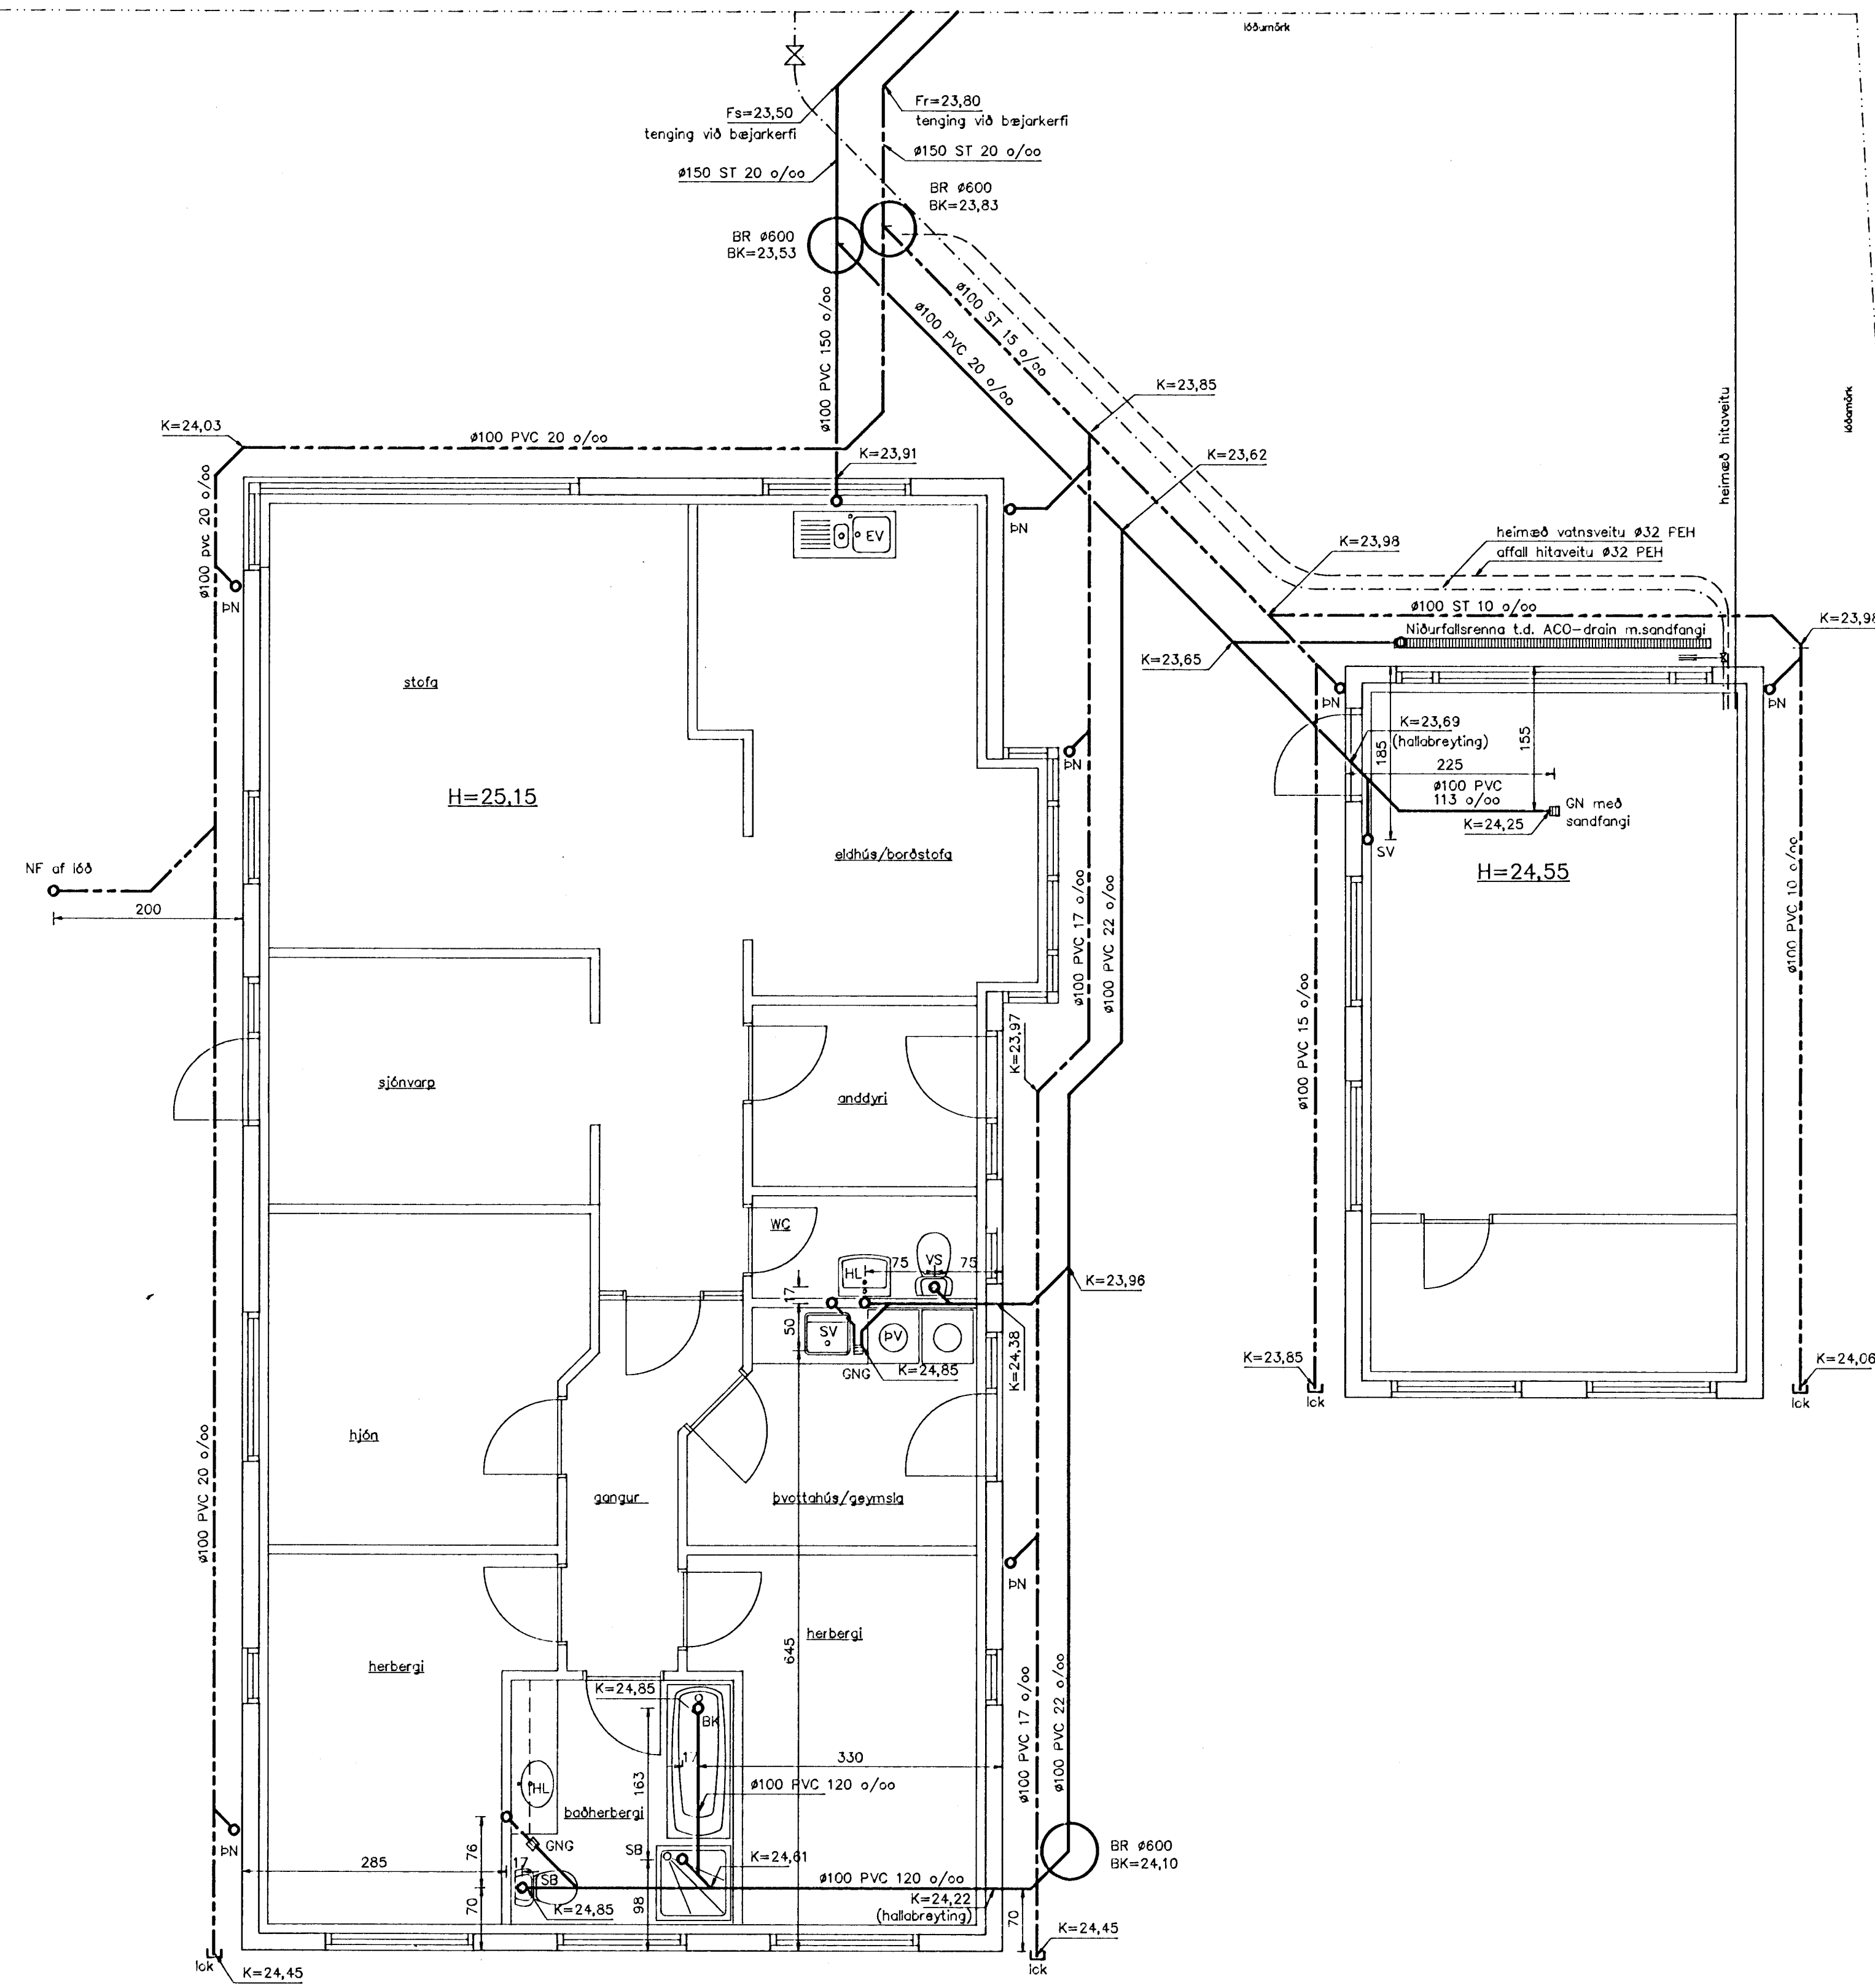 lóðumörk
Fs=23,50
tenging við bæjarkerfi
Fr=23,80
tenging við bæjarkerfi
ø150 ST 20 o/oo
ø150 ST 20 o/oo
BR ø600
BK=23,83
BR ø600
BK=23,53
ø100 PVC 150 o/oo
ø100 ST 15 o/oo
ø100 PVC 20 o/oo
K=23,85
heimæð hitaveitu
lóðamörk
K=24,03
ø100 PVC 20 o/oo
K=23,91
K=23,62
ø100 pvc 20 o/oo
EV
ÞN
K=23,98
heimæð vatnsveitu ø32 PEH
affall hitaveitu ø32 PEH
ÞN
ø100 ST 10 o/oo
K=23,98
Niðurfallsrenna t.d. ACO-drain m.sandfangi
K=23,65
stofa
ÞN
ÞN
K=23,69
(hallabreyting)
185
155
225
ÞN
H=25,15
ø100 PVC
113 o/oo
GN með
sandfangi
K=24,25
SV
eldhús/borðstofa
H=24,55
NF af lóð
200
ø100 PVC 17 o/oo
ø100 PVC 22 o/oo
ø100 PVC 10 o/oo
ø100 PVC 15 o/oo
K=23,97
sjónvarp
anddyri
WC
HL
75
VS
75
K=23,96
17
50
SV
ÞV
GNG
K=24,85
K=24,38
K=23,85
lok
K=24,06
lok
hjón
ø100 PVC 20 o/oo
gangur
þvottahús/geymsla
ÞN
herbergi
645
herbergi
ø100 PVC 17 o/oo
ø100 PVC 22 o/oo
K=24,85
BK
17
330
163
ø100 PVC 120 o/oo
HL
baðherbergi
ÞN
GNG
76
SB
K=24,61
BR ø600
BK=24,10
285
17
SB
ø100 PVC 120 o/oo
K=24,22
(hallabreyting)
70
K=24,85
98
70
K=24,45
lok
lok
K=24,45